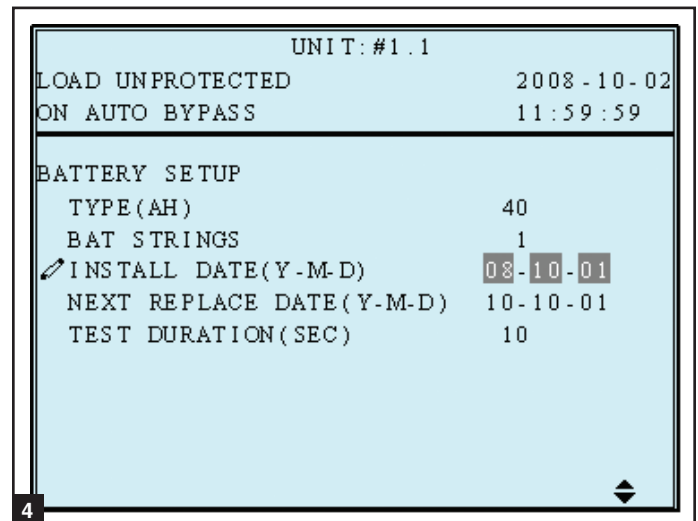 UNIT:#1.1
LOAD UNPROTECTED 2008-10-02
ON AUTO BYPASS 11:59:59
BATTERY SETUP
TYPE(AH) 40
BAT STRINGS 1
INSTALL DATE(Y-M-D) 08-10-01
NEXT REPLACE DATE(Y-M-D) 10-10-01
TEST DURATION(SEC) 10
4